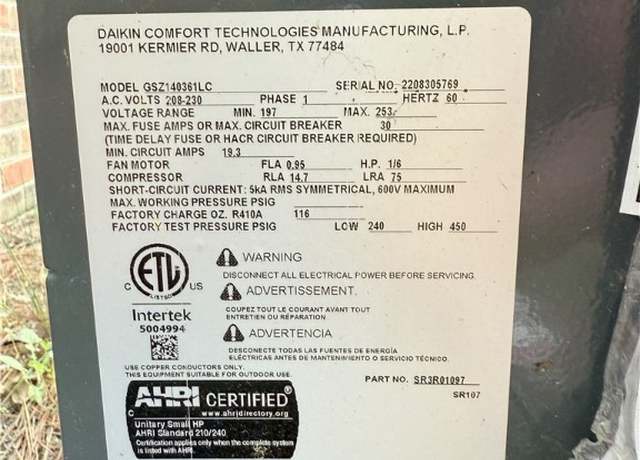 DAIKIN COMFORT TECHNOLOGIES MANUFACTURING, L.P.
19001 KERMIER RD, WALLER, TX 77484
MODEL GSZ140361LC SERIAL NO. 2208305769
A.C. VOLTS 208-230 PHASE 1 HERTZ 60
VOLTAGE RANGE MIN. 197 MAX. 253
MAX. FUSE AMPS OR MAX. CIRCUIT BREAKER 30
(TIME DELAY FUSE OR HACR CIRCUIT BREAKER REQUIRED)
MIN. CIRCUIT AMPS 19.3
FAN MOTOR FLA 0.95 H.P. 1/6
COMPRESSOR RLA 14.7 LRA 75
SHORT-CIRCUIT CURRENT: 5kA RMS SYMMETRICAL, 600V MAXIMUM
MAX. WORKING PRESSURE PSIG
FACTORY CHARGE OZ. R410A 116
FACTORY TEST PRESSURE PSIG LOW 240 HIGH 450
WARNING
DISCONNECT ALL ELECTRICAL POWER BEFORE SERVICING.
ADVERTISSEMENT.
COUPEZ TOUT LE COURANT AVANT TOUT
ENTRETIEN OU RÉPARATION
ADVERTENCIA
DESCONECTE TODAS LAS FUENTES DE ENERGÍA
ELÉCTRICAS ANTES DE MANTENIMIENTO O SERVICIO TÉCNICO.
C ETL US
LISTED
Intertek
5004994
USE COPPER CONDUCTORS ONLY.
THIS EQUIPMENT SUITABLE FOR OUTDOOR USE.
PART NO. SR3R01097
SR107
C AHRI CERTIFIED®
www.ahridirectory.org
Unitary Small HP
AHRI Standard 210/240
Certification applies only when the complete system
is listed with AHRI.